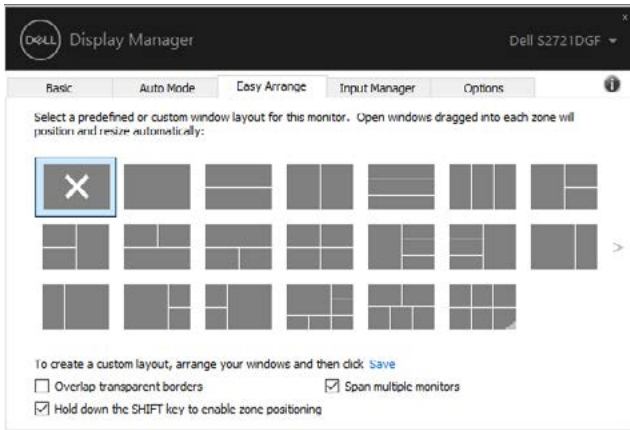 DELL Display Manager
Dell S2721DGF
Basic Auto Mode Easy Arrange Input Manager Options
Select a predefined or custom window layout for this monitor. Open windows dragged into each zone will
position and resize automatically:
To create a custom layout, arrange your windows and then click Save
Overlap transparent borders
Span multiple monitors
Hold down the SHIFT key to enable zone positioning